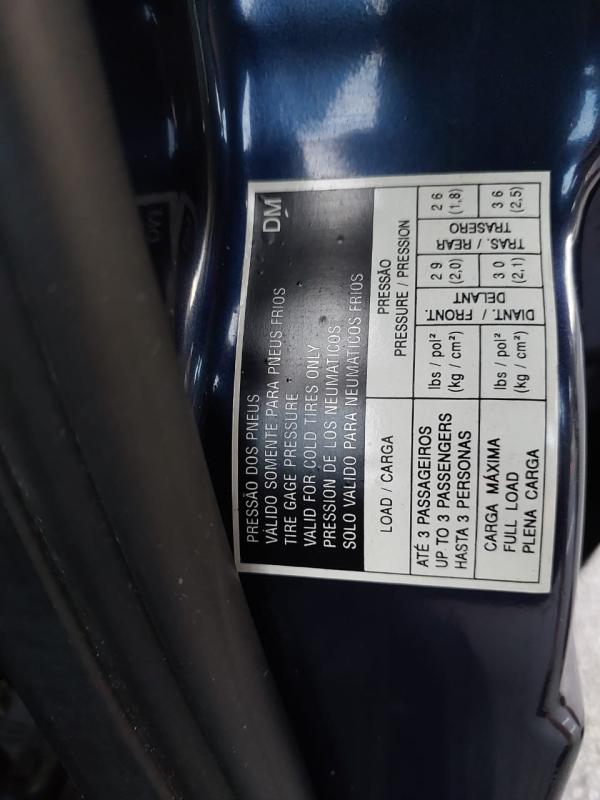 PRESSÃO DOS PNEUS
VÁLIDO SOMENTE PARA PNEUS FRIOS
TIRE GAGE PRESSURE
VALID FOR COLD TIRES ONLY
PRESSION DE LOS NEUMATICOS
SOLO VALIDO PARA NEUMATICOS FRIOS
DM
LOAD / CARGA
PRESSÃO
PRESSURE / PRESSION
ATÉ 3 PASSAGEIROS
UP TO 3 PASSENGERS
HASTA 3 PERSONAS
lbs / pol²
(kg / cm²)
DIANT. / FRONT.
DELANT
29
(2,0)
TRAS. / REAR
TRASERO
26
(1,8)
CARGA MÁXIMA
FULL LOAD
PLENA CARGA
lbs / pol²
(kg / cm²)
30
(2,1)
36
(2,5)